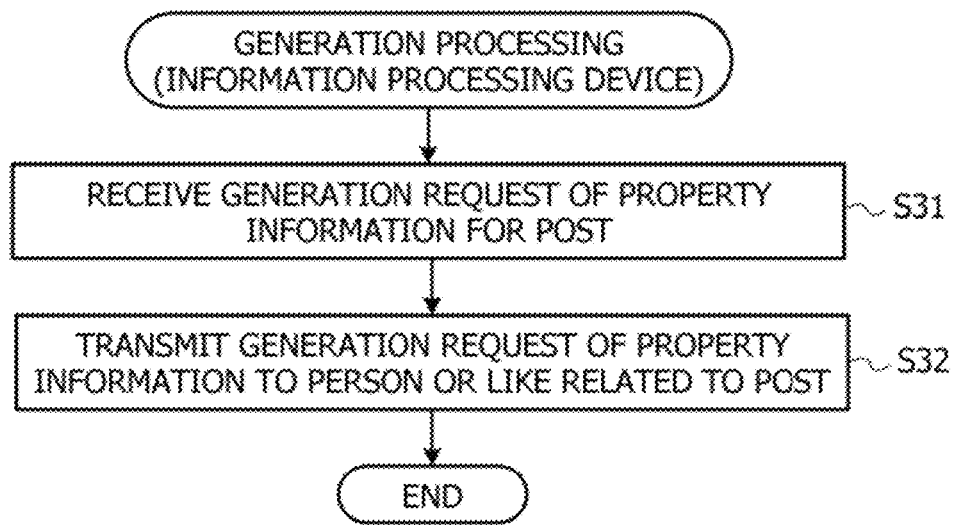 GENERATION PROCESSING
(INFORMATION PROCESSING DEVICE)
RECEIVE GENERATION REQUEST OF PROPERTY
INFORMATION FOR POST
S31
TRANSMIT GENERATION REQUEST OF PROPERTY
INFORMATION TO PERSON OR LIKE RELATED TO POST
S32
END